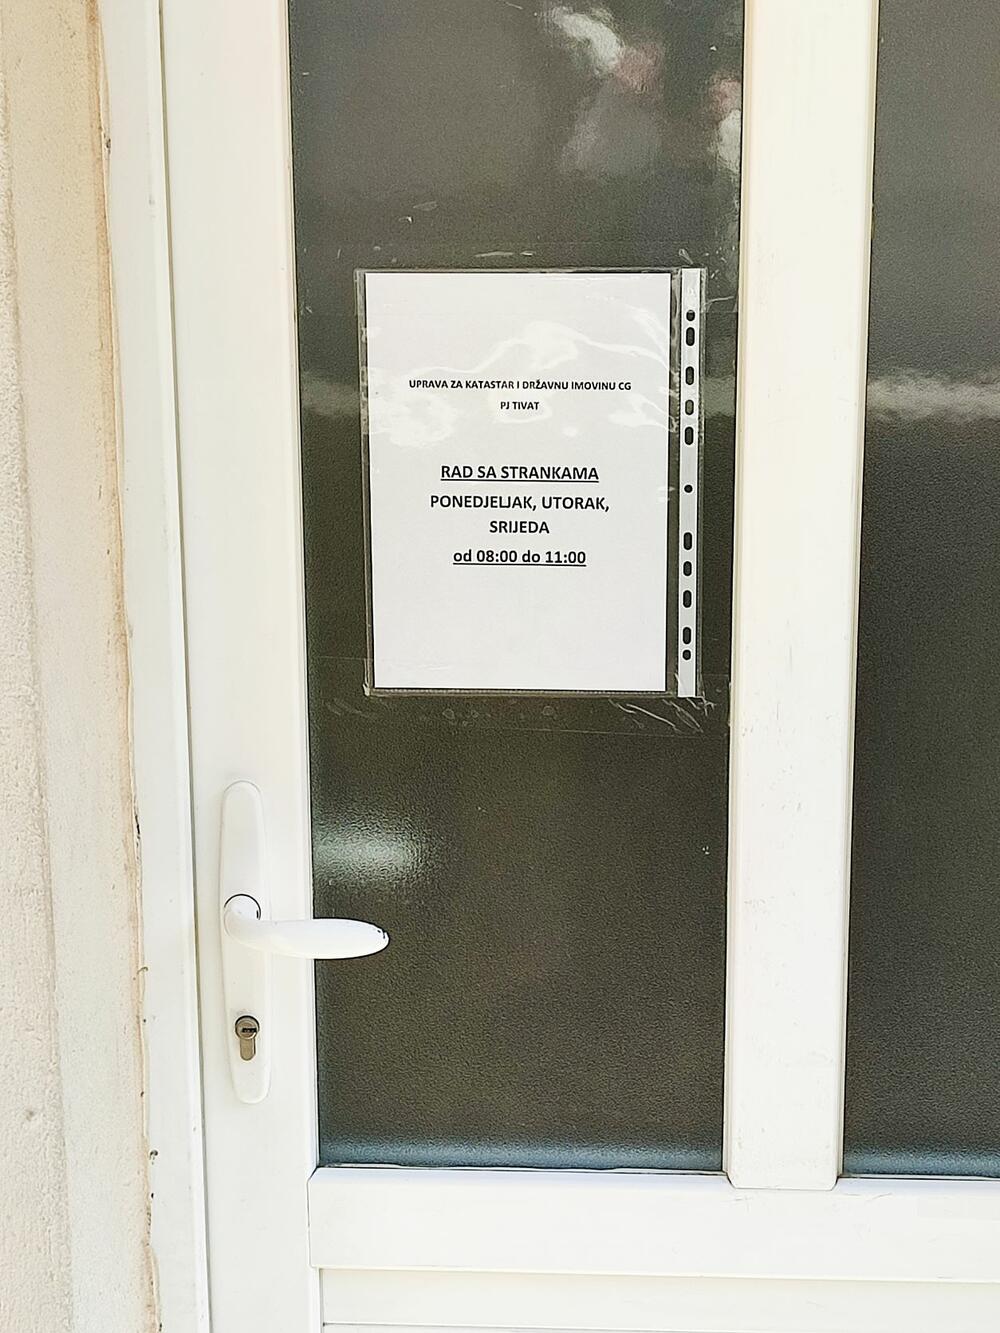 UPRAVA ZA KATASTAR I DRŽAVNU IMOVINU CG
PJ TIVAT
RAD SA STRANKAMA
PONEDJELJAK, UTORAK,
SRIJEDA
od 08:00 do 11:00